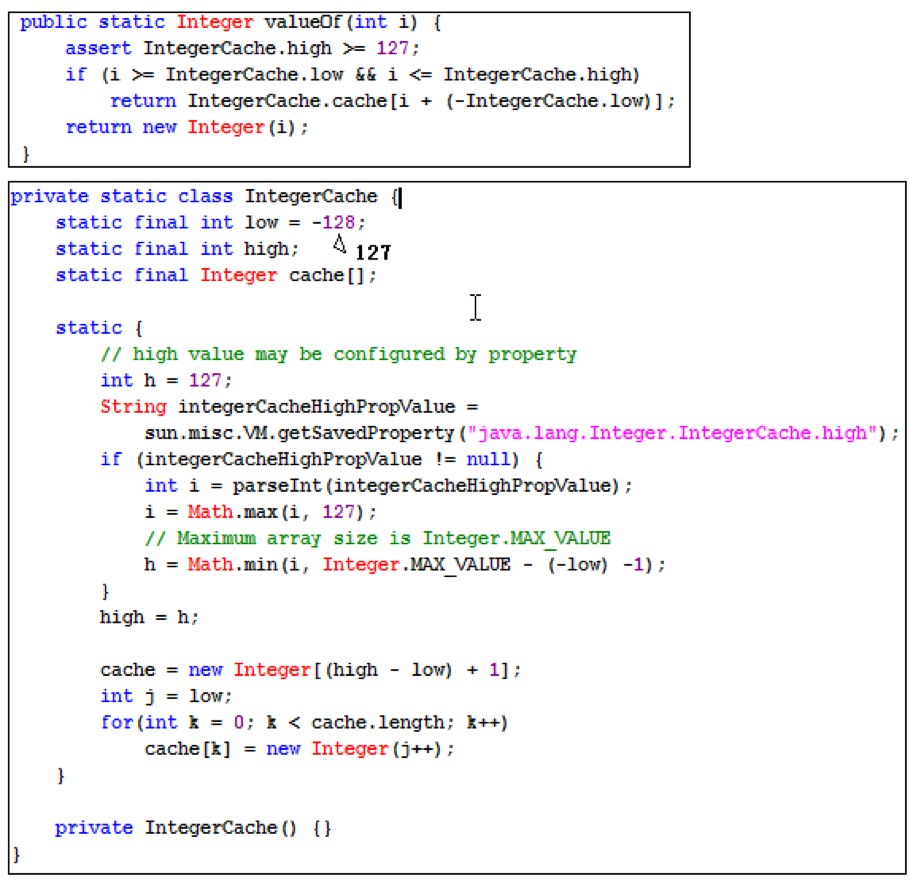 public static Integer valueOf(int i) {
    assert IntegerCache.high >= 127;
    if (i >= IntegerCache.low && i <= IntegerCache.high)
        return IntegerCache.cache[i + (-IntegerCache.low)];
    return new Integer(i);
}
private static class IntegerCache {
    static final int low = -128;
    static final int high;
127
    static final Integer cache[];
    static {
        // high value may be configured by property
        int h = 127;
        String integerCacheHighPropValue =
            sun.misc.VM.getSavedProperty("java.lang.Integer.IntegerCache.high");
        if (integerCacheHighPropValue != null) {
            int i = parseInt(integerCacheHighPropValue);
            i = Math.max(i, 127);
            // Maximum array size is Integer.MAX_VALUE
            h = Math.min(i, Integer.MAX_VALUE - (-low) -1);
        }
        high = h;
        cache = new Integer[(high - low) + 1];
        int j = low;
        for(int k = 0; k < cache.length; k++)
            cache[k] = new Integer(j++);
    }
    private IntegerCache() {}
}